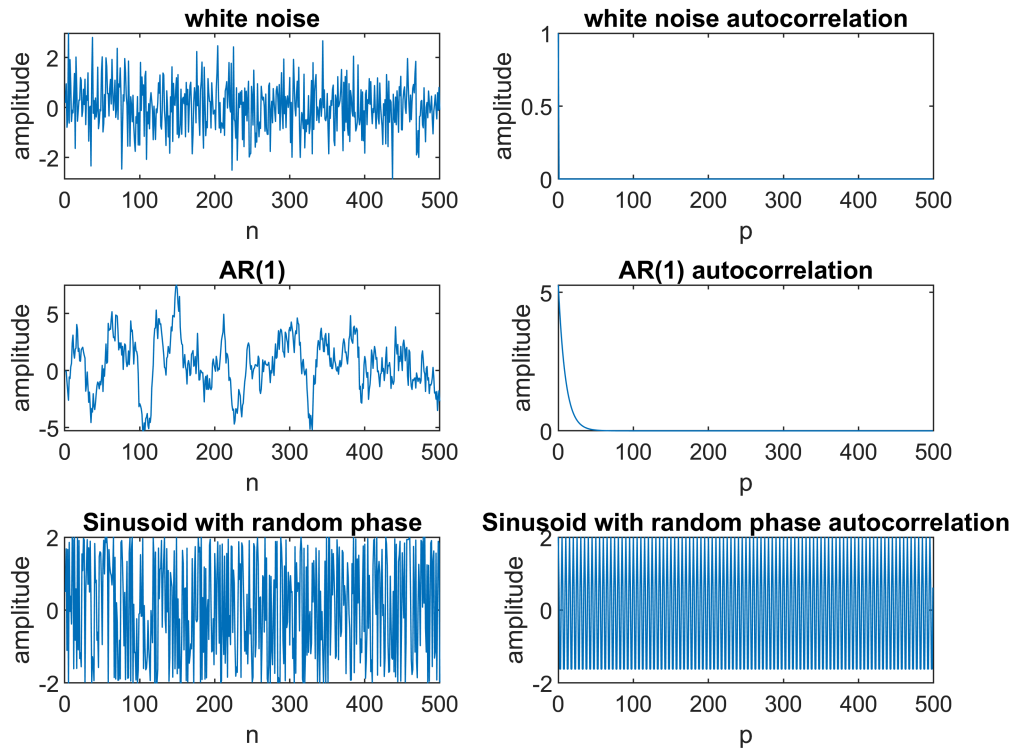 white noise
2
0
-2
amplitude
0 100 200 300 400 500
n
white noise autocorrelation
1
0.5
0
amplitude
0 100 200 300 400 500
p
AR(1)
5
0
-5
amplitude
0 100 200 300 400 500
n
AR(1) autocorrelation
5
0
amplitude
0 100 200 300 400 500
p
Sinusoid with random phase
2
0
-2
amplitude
0 100 200 300 400 500
n
Sinusoid with random phase autocorrelation
2
0
-2
amplitude
0 100 200 300 400 500
p